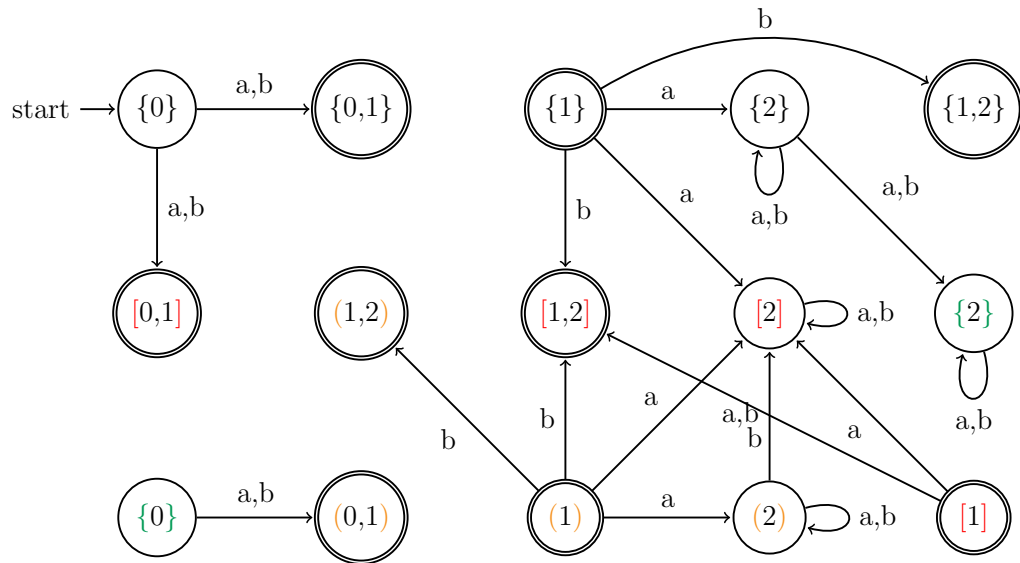 b
start {0} a,b {0,1} {1} a {2} {1,2}
a,b b a a,b a,b
[0,1] (1,2) [1,2] [2] a,b {2}
b b a a,b b a a,b
{0} a,b (0,1) (1) a (2) a,b [1]